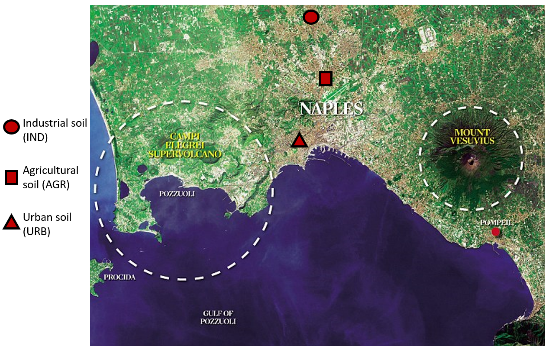 Industrial soil
(IND)
Agricultural
soil (AGR)
Urban soil
(URB)
NAPLES
CAMPI
FLEGREI
SUPERVOLCANO
MOUNT
VESUVIUS
POZZUOLI
POMPEII
PROCIDA
GULF OF
POZZUOLI